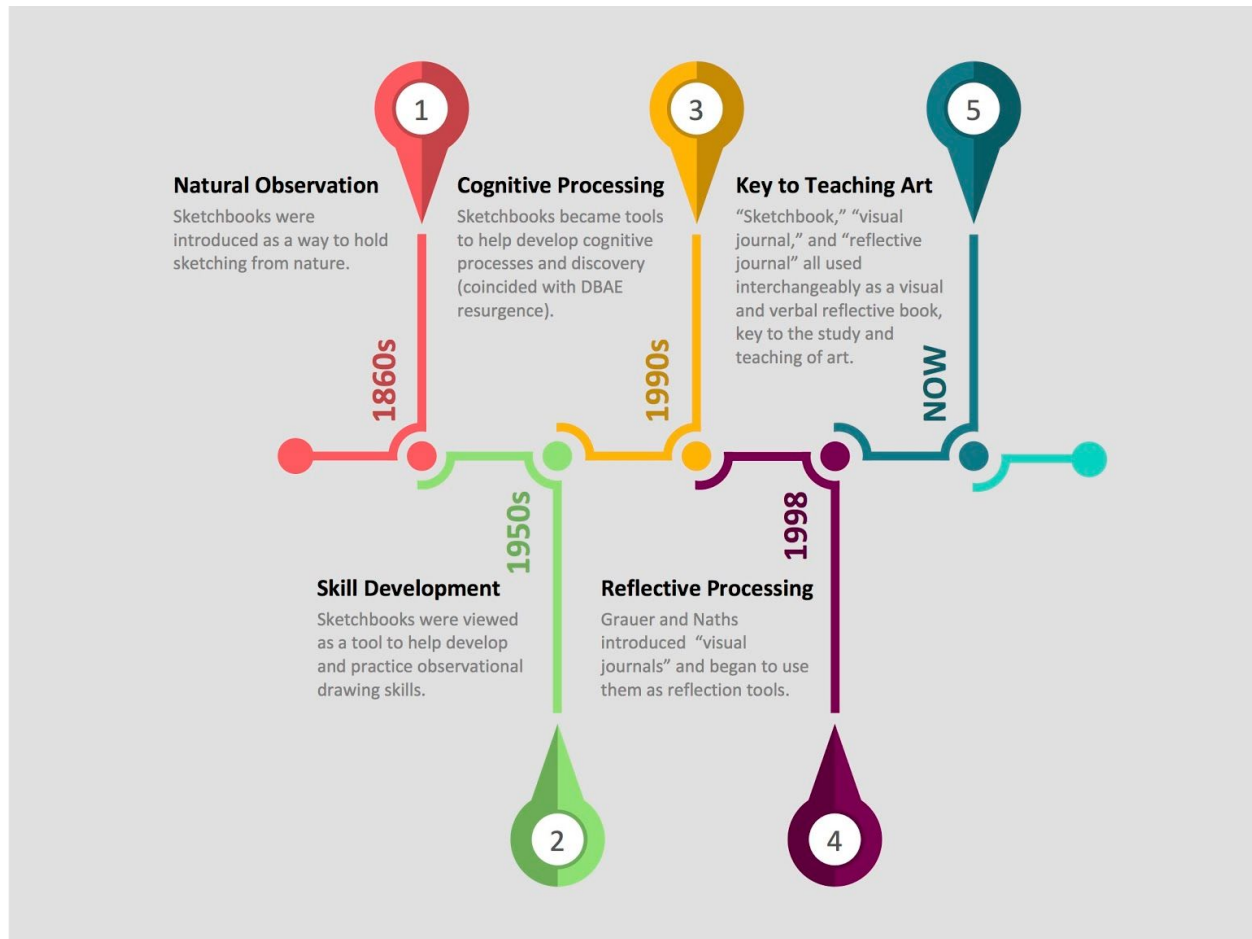 1
Natural Observation
Sketchbooks were
introduced as a way to hold
sketching from nature.
1860s
2
Skill Development
Sketchbooks were viewed
as a tool to help develop
and practice observational
drawing skills.
1950s
3
Cognitive Processing
Sketchbooks became tools
to help develop cognitive
processes and discovery
(coincided with DBAE
resurgence).
1990s
4
Reflective Processing
Grauer and Naths
introduced “visual
journals” and began to use
them as reflection tools.
1998
5
Key to Teaching Art
“Sketchbook,” “visual
journal,” and “reflective
journal” all used
interchangeably as a visual
and verbal reflective book,
key to the study and
teaching of art.
NOW